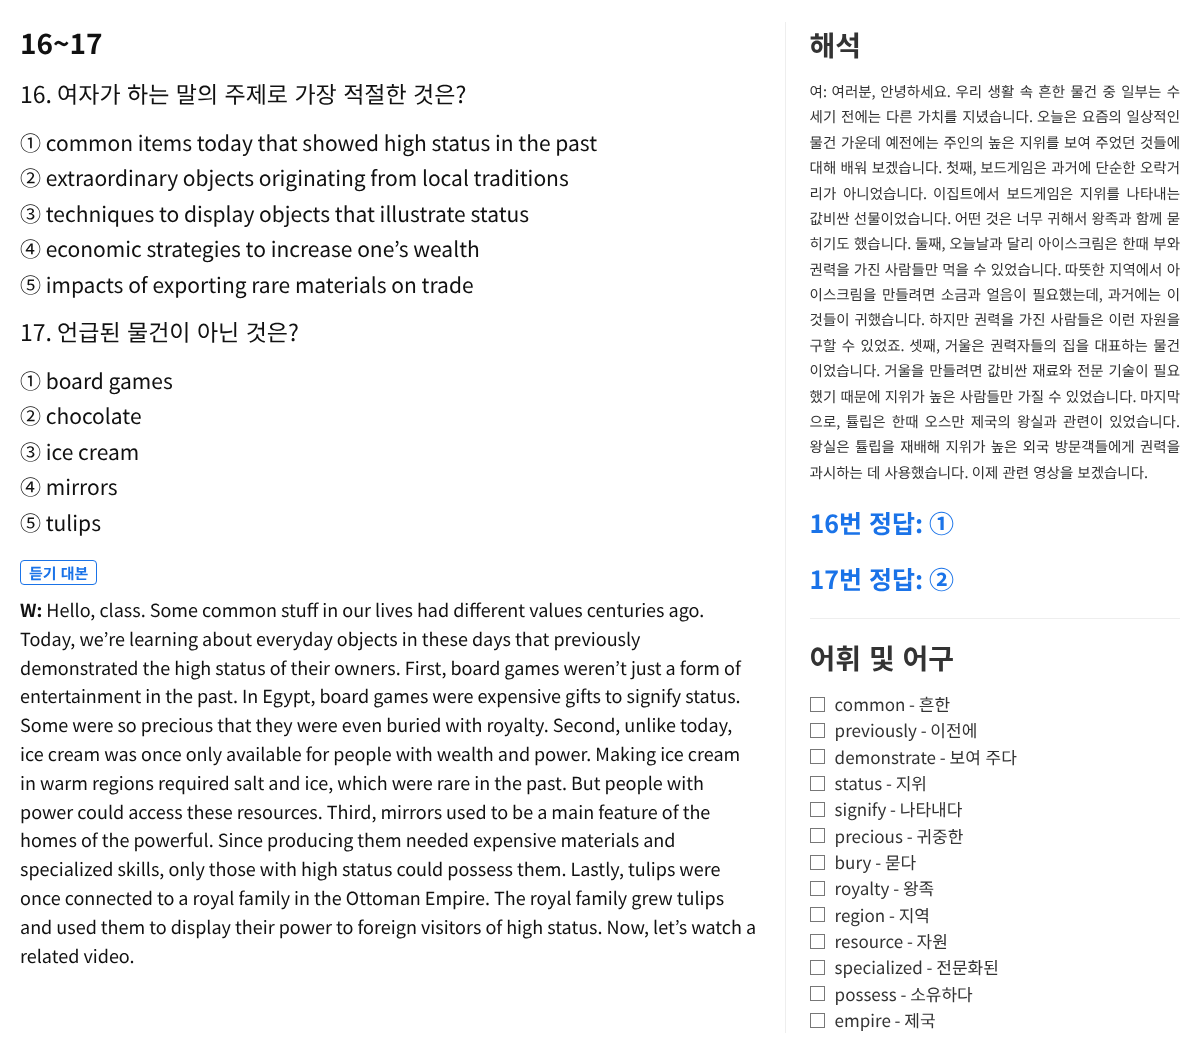 16~17
16. 여자가 하는 말의 주제로 가장 적절한 것은?
① common items today that showed high status in the past
② extraordinary objects originating from local traditions
③ techniques to display objects that illustrate status
④ economic strategies to increase one’s wealth
⑤ impacts of exporting rare materials on trade
17. 언급된 물건이 아닌 것은?
① board games
② chocolate
③ ice cream
④ mirrors
⑤ tulips
듣기 대본
W: Hello, class. Some common stuff in our lives had different values centuries ago.
Today, we’re learning about everyday objects in these days that previously
demonstrated the high status of their owners. First, board games weren’t just a form of
entertainment in the past. In Egypt, board games were expensive gifts to signify status.
Some were so precious that they were even buried with royalty. Second, unlike today,
ice cream was once only available for people with wealth and power. Making ice cream
in warm regions required salt and ice, which were rare in the past. But people with
power could access these resources. Third, mirrors used to be a main feature of the
homes of the powerful. Since producing them needed expensive materials and
specialized skills, only those with high status could possess them. Lastly, tulips were
once connected to a royal family in the Ottoman Empire. The royal family grew tulips
and used them to display their power to foreign visitors of high status. Now, let’s watch a
related video.
해석
여: 여러분, 안녕하세요. 우리 생활 속 흔한 물건 중 일부는 수
세기 전에는 다른 가치를 지녔습니다. 오늘은 요즘의 일상적인
물건 가운데 예전에는 주인의 높은 지위를 보여 주었던 것들에
대해 배워 보겠습니다. 첫째, 보드게임은 과거에 단순한 오락거
리가 아니었습니다. 이집트에서 보드게임은 지위를 나타내는
값비싼 선물이었습니다. 어떤 것은 너무 귀해서 왕족과 함께 묻
히기도 했습니다. 둘째, 오늘날과 달리 아이스크림은 한때 부와
권력을 가진 사람들만 먹을 수 있었습니다. 따뜻한 지역에서 아
이스크림을 만들려면 소금과 얼음이 필요했는데, 과거에는 이
것들이 귀했습니다. 하지만 권력을 가진 사람들은 이런 자원을
구할 수 있었죠. 셋째, 거울은 권력자들의 집을 대표하는 물건
이었습니다. 거울을 만들려면 값비싼 재료와 전문 기술이 필요
했기 때문에 지위가 높은 사람들만 가질 수 있었습니다. 마지막
으로, 튤립은 한때 오스만 제국의 왕실과 관련이 있었습니다.
왕실은 튤립을 재배해 지위가 높은 외국 방문객들에게 권력을
과시하는 데 사용했습니다. 이제 관련 영상을 보겠습니다.
16번 정답: ①
17번 정답: ②
어휘 및 어구
☐ common - 흔한
☐ previously - 이전에
☐ demonstrate - 보여 주다
☐ status - 지위
☐ signify - 나타내다
☐ precious - 귀중한
☐ bury - 묻다
☐ royalty - 왕족
☐ region - 지역
☐ resource - 자원
☐ specialized - 전문화된
☐ possess - 소유하다
☐ empire - 제국